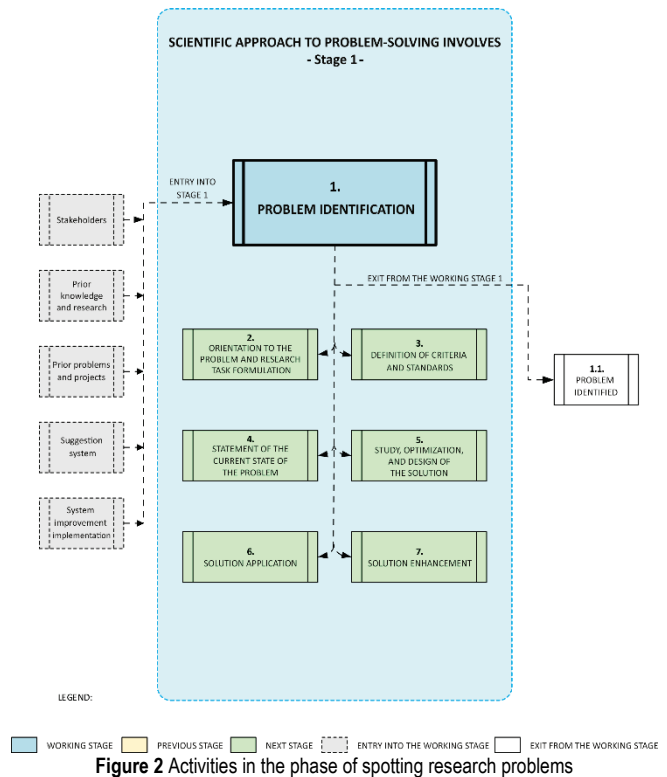 SCIENTIFIC APPROACH TO PROBLEM-SOLVING INVOLVES
- Stage 1-
ENTRY INTO
STAGE 1
1.
PROBLEM IDENTIFICATION
Stakeholders
Prior
knowledge
and research
Prior problems
and projects
Suggestion
system
System
improvement
implementation
EXIT FROM THE WORKING STAGE 1
2.
ORIENTATION TO THE
PROBLEM AND RESEARCH
TASK FORMULATION
3.
DEFINITION OF CRITERIA
AND STANDARDS
1.1.
PROBLEM
IDENTIFIED
4.
STATEMENT OF THE
CURRENT STATE OF
THE PROBLEM
5.
STUDY, OPTIMIZATION,
AND DESIGN OF
THE SOLUTION
6.
SOLUTION APPLICATION
7.
SOLUTION ENHANCEMENT
LEGEND:
WORKING STAGE
PREVIOUS STAGE
NEXT STAGE
ENTRY INTO THE WORKING STAGE
EXIT FROM THE WORKING STAGE
Figure 2 Activities in the phase of spotting research problems